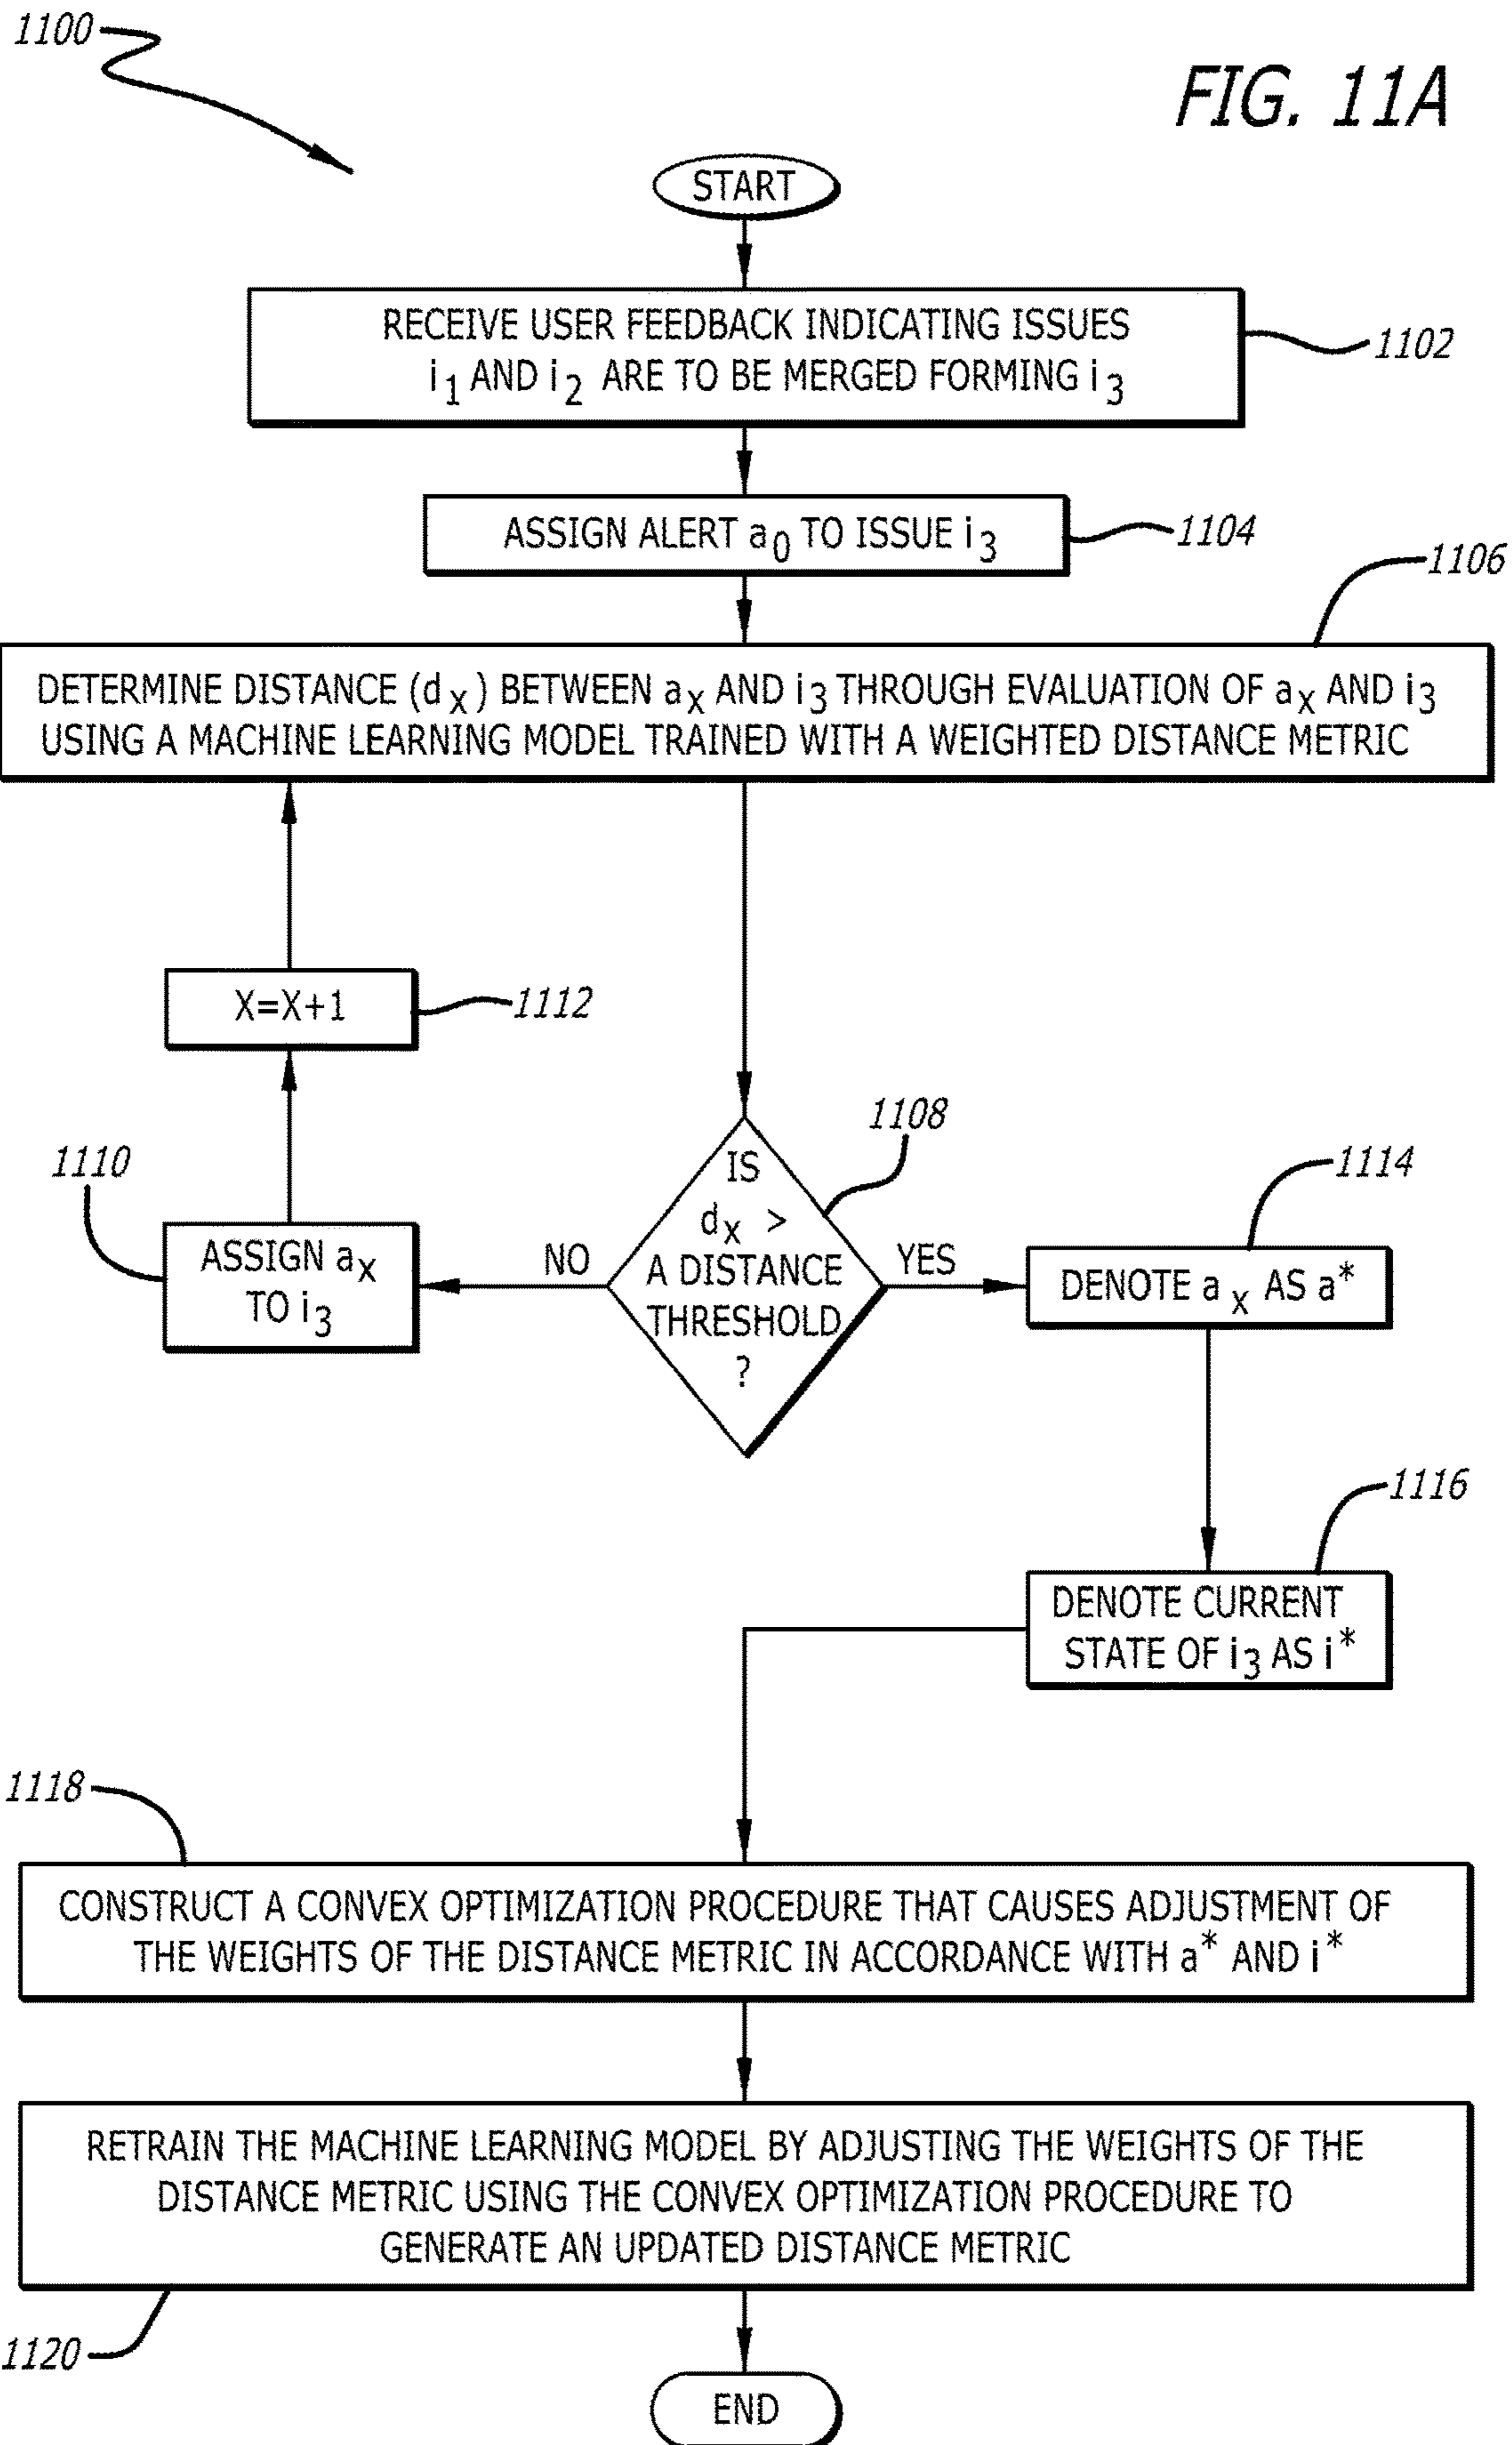 1100
FIG. 11A
START
RECEIVE USER FEEDBACK INDICATING ISSUES
i₁ AND i₂ ARE TO BE MERGED FORMING i₃
1102
ASSIGN ALERT a₀ TO ISSUE i₃
1104
1106
DETERMINE DISTANCE (dₓ) BETWEEN aₓ AND i₃ THROUGH EVALUATION OF aₓ AND i₃
USING A MACHINE LEARNING MODEL TRAINED WITH A WEIGHTED DISTANCE METRIC
X=X+1
1112
1108
1110
ASSIGN aₓ
TO i₃
NO
IS
dₓ >
A DISTANCE
THRESHOLD
?
YES
1114
DENOTE aₓ AS a*
1116
DENOTE CURRENT
STATE OF i₃ AS i*
1118
CONSTRUCT A CONVEX OPTIMIZATION PROCEDURE THAT CAUSES ADJUSTMENT OF
THE WEIGHTS OF THE DISTANCE METRIC IN ACCORDANCE WITH a* AND i*
RETRAIN THE MACHINE LEARNING MODEL BY ADJUSTING THE WEIGHTS OF THE
DISTANCE METRIC USING THE CONVEX OPTIMIZATION PROCEDURE TO
GENERATE AN UPDATED DISTANCE METRIC
1120
END